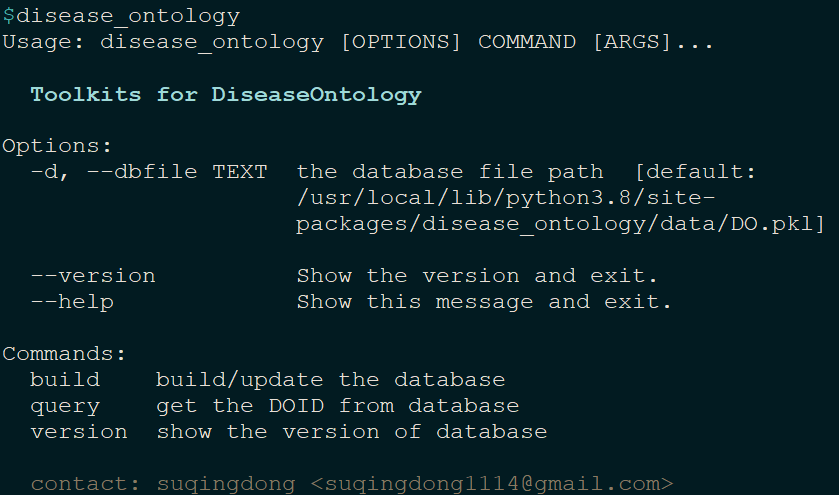 $disease_ontology
Usage: disease_ontology [OPTIONS] COMMAND [ARGS]...
Toolkits for DiseaseOntology
Options:
-d, --dbfile TEXT  the database file path  [default:
/usr/local/lib/python3.8/site-
packages/disease_ontology/data/DO.pkl]
--version          Show the version and exit.
--help             Show this message and exit.
Commands:
build    build/update the database
query    get the DOID from database
version  show the version of database
contact: suqingdong <suqingdong1114@gmail.com>